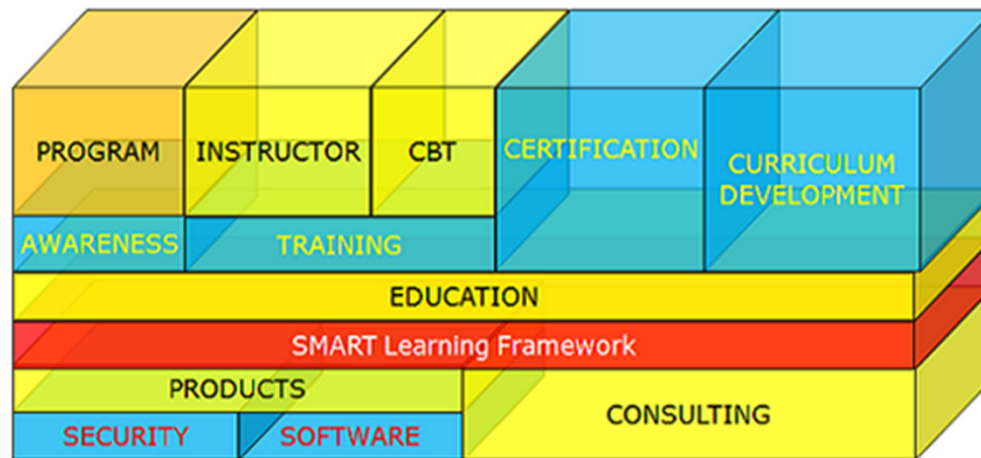 PROGRAM
INSTRUCTOR
CBT
CERTIFICATION
CURRICULUM
DEVELOPMENT
AWARENESS
TRAINING
EDUCATION
SMART Learning Framework
PRODUCTS
CONSULTING
SECURITY
SOFTWARE